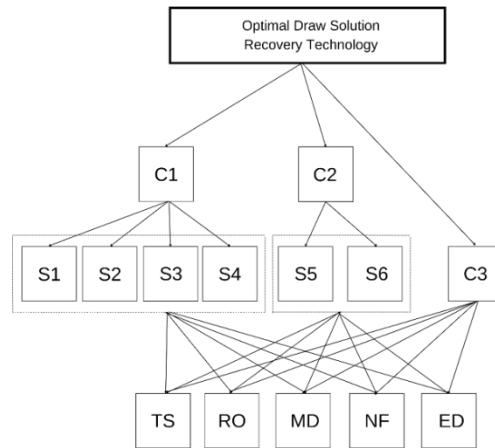 Optimal Draw Solution
Recovery Technology
C1 C2
S1 S2 S3 S4 S5 S6 C3
TS RO MD NF ED